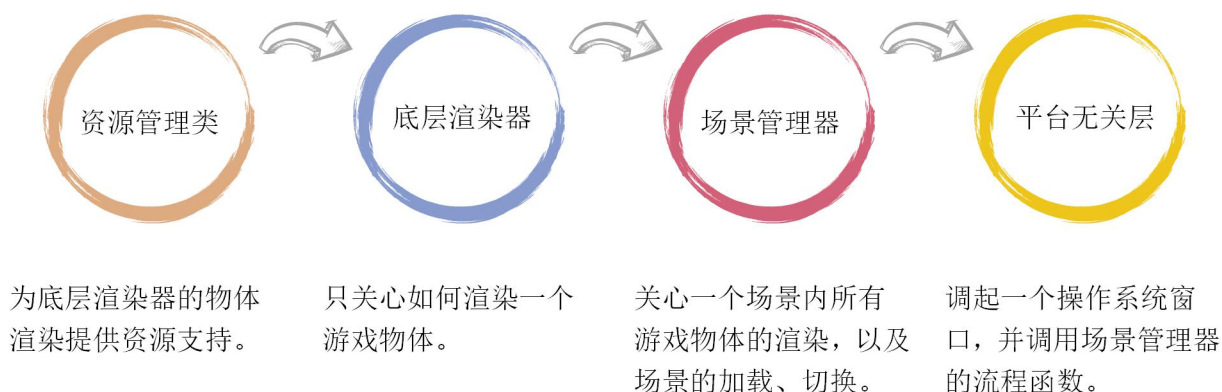 资源管理类
底层渲染器
场景管理器
平台无关层
为底层渲染器的物体
渲染提供资源支持。
只关心如何渲染一个
游戏物体。
关心一个场景内所有
游戏物体的渲染，以及
场景的加载、切换。
调起一个操作系统窗
口，并调用场景管理器
的流程函数。